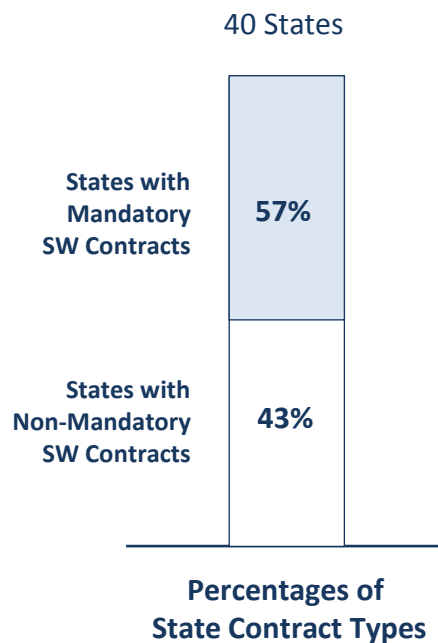 40 States
States with
Mandatory
SW Contracts
57%
States with
Non-Mandatory
SW Contracts
43%
Percentages of
State Contract Types